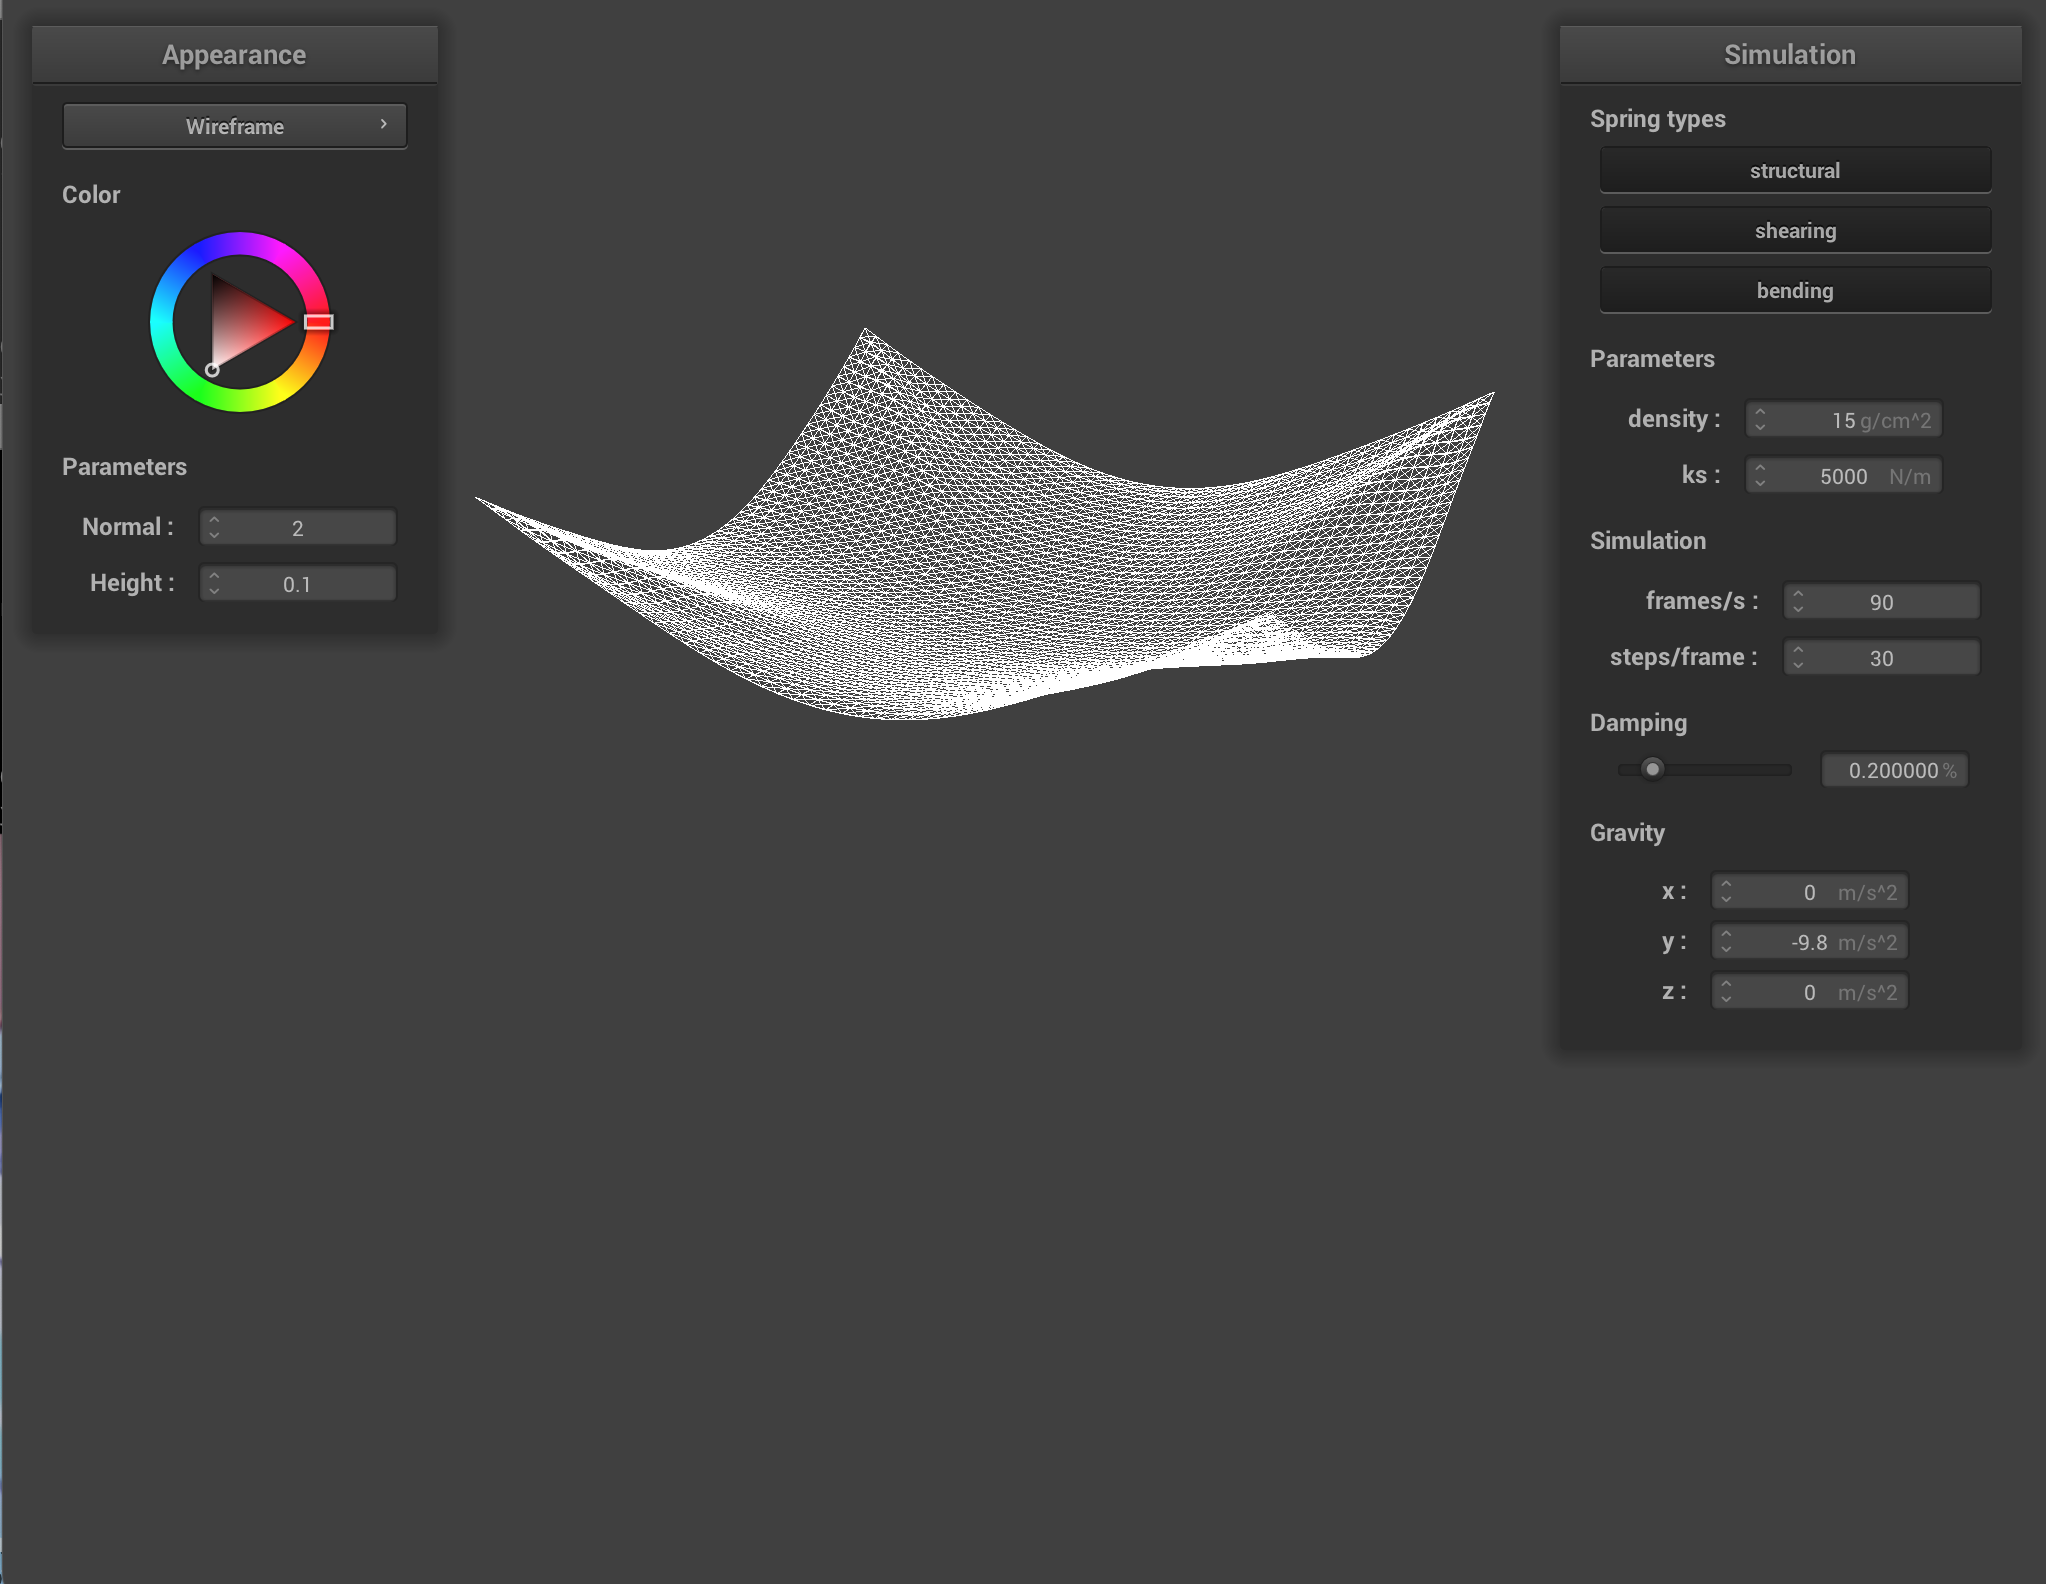 Appearance
Wireframe
Color
Parameters
Normal : 2
Height : 0.1
Simulation
Spring types
structural
shearing
bending
Parameters
density : 15 g/cm^2
ks : 5000 N/m
Simulation
frames/s : 90
steps/frame : 30
Damping
0.200000 %
Gravity
x : 0 m/s^2
y : -9.8 m/s^2
z : 0 m/s^2